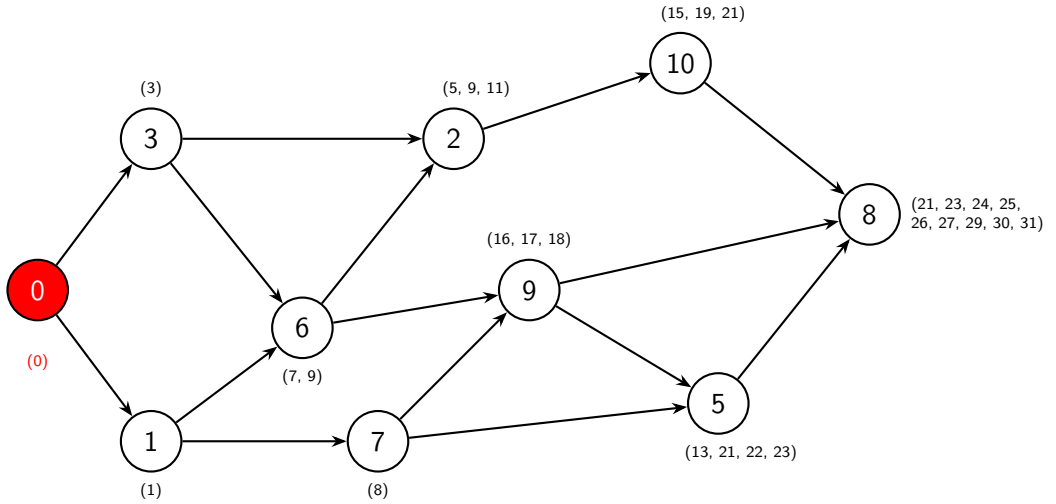 (15, 19, 21)
10
(3)
(5, 9, 11)
3
2
8
(21, 23, 24, 25,
26, 27, 29, 30, 31)
(16, 17, 18)
0
9
6
(0)
(7, 9)
5
1
7
(13, 21, 22, 23)
(1)
(8)